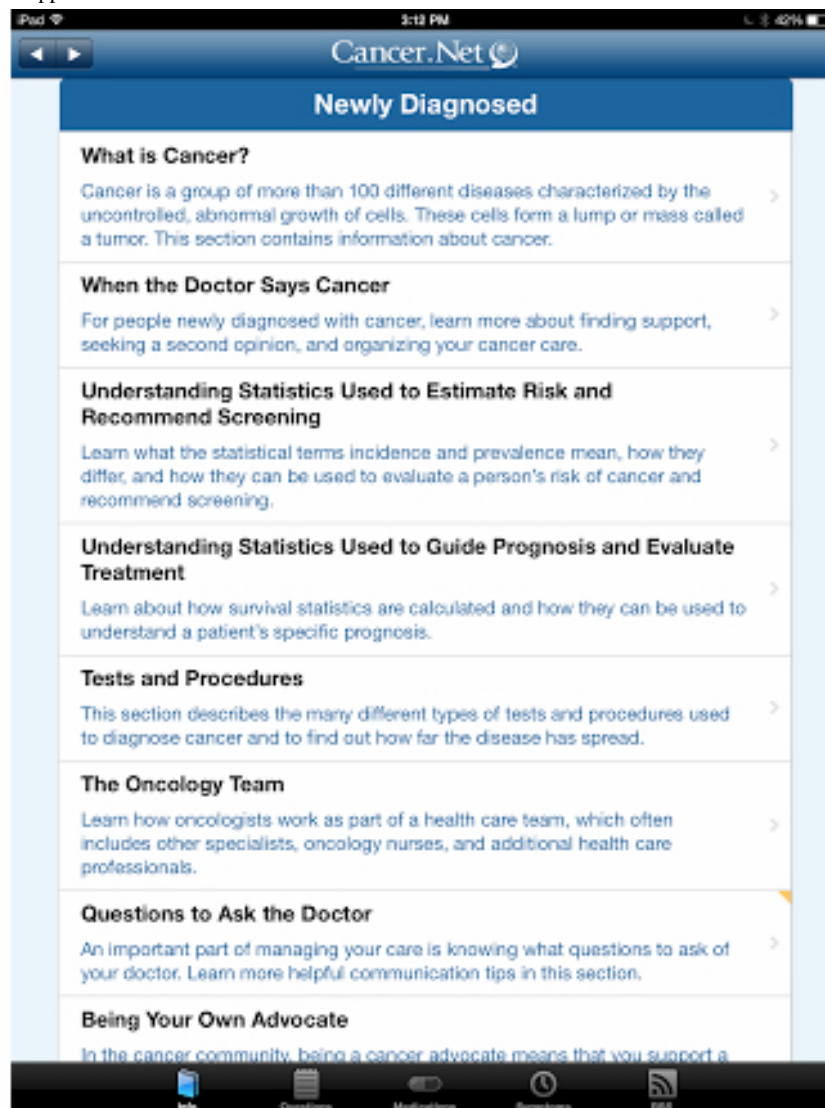 iPad 3:12 PM 42%
Cancer.Net
Newly Diagnosed
What is Cancer?
Cancer is a group of more than 100 different diseases characterized by the
uncontrolled, abnormal growth of cells. These cells form a lump or mass called
a tumor. This section contains information about cancer.
When the Doctor Says Cancer
For people newly diagnosed with cancer, learn more about finding support,
seeking a second opinion, and organizing your cancer care.
Understanding Statistics Used to Estimate Risk and
Recommend Screening
Learn what the statistical terms incidence and prevalence mean, how they
differ, and how they can be used to evaluate a person's risk of cancer and
recommend screening.
Understanding Statistics Used to Guide Prognosis and Evaluate
Treatment
Learn about how survival statistics are calculated and how they can be used to
understand a patient's specific prognosis.
Tests and Procedures
This section describes the many different types of tests and procedures used
to diagnose cancer and to find out how far the disease has spread.
The Oncology Team
Learn how oncologists work as part of a health care team, which often
includes other specialists, oncology nurses, and additional health care
professionals.
Questions to Ask the Doctor
An important part of managing your care is knowing what questions to ask of
your doctor. Learn more helpful communication tips in this section.
Being Your Own Advocate
In the cancer community, being a cancer advocate means that you support a
Info Questions Medications Symptoms RSS